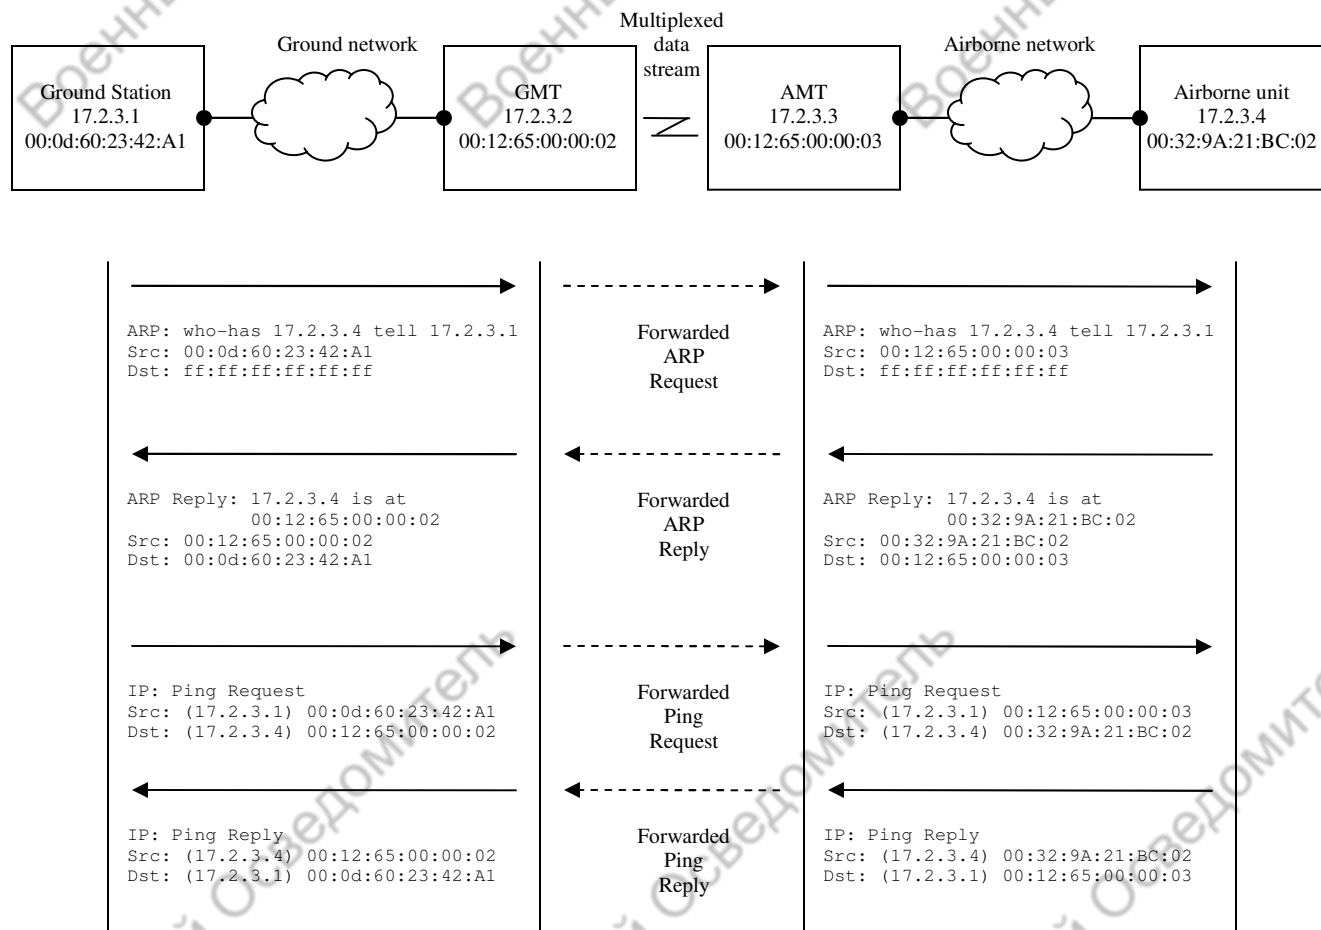 Multiplexed
data
stream
Ground network
Airborne network
Ground Station
17.2.3.1
00:0d:60:23:42:A1
GMT
17.2.3.2
00:12:65:00:00:02
AMT
17.2.3.3
00:12:65:00:00:03
Airborne unit
17.2.3.4
00:32:9A:21:BC:02
ARP: who-has 17.2.3.4 tell 17.2.3.1
Src: 00:0d:60:23:42:A1
Dst: ff:ff:ff:ff:ff:ff
Forwarded
ARP
Request
ARP: who-has 17.2.3.4 tell 17.2.3.1
Src: 00:12:65:00:00:03
Dst: ff:ff:ff:ff:ff:ff
ARP Reply: 17.2.3.4 is at
00:12:65:00:00:02
Src: 00:12:65:00:00:02
Dst: 00:0d:60:23:42:A1
Forwarded
ARP
Reply
ARP Reply: 17.2.3.4 is at
00:32:9A:21:BC:02
Src: 00:32:9A:21:BC:02
Dst: 00:12:65:00:00:03
IP: Ping Request
Src: (17.2.3.1) 00:0d:60:23:42:A1
Dst: (17.2.3.4) 00:12:65:00:00:02
Forwarded
Ping
Request
IP: Ping Request
Src: (17.2.3.1) 00:12:65:00:00:03
Dst: (17.2.3.4) 00:32:9A:21:BC:02
IP: Ping Reply
Src: (17.2.3.4) 00:12:65:00:00:02
Dst: (17.2.3.1) 00:0d:60:23:42:A1
Forwarded
Ping
Reply
IP: Ping Reply
Src: (17.2.3.4) 00:32:9A:21:BC:02
Dst: (17.2.3.1) 00:12:65:00:00:03
Осведомитель
Осведомитель